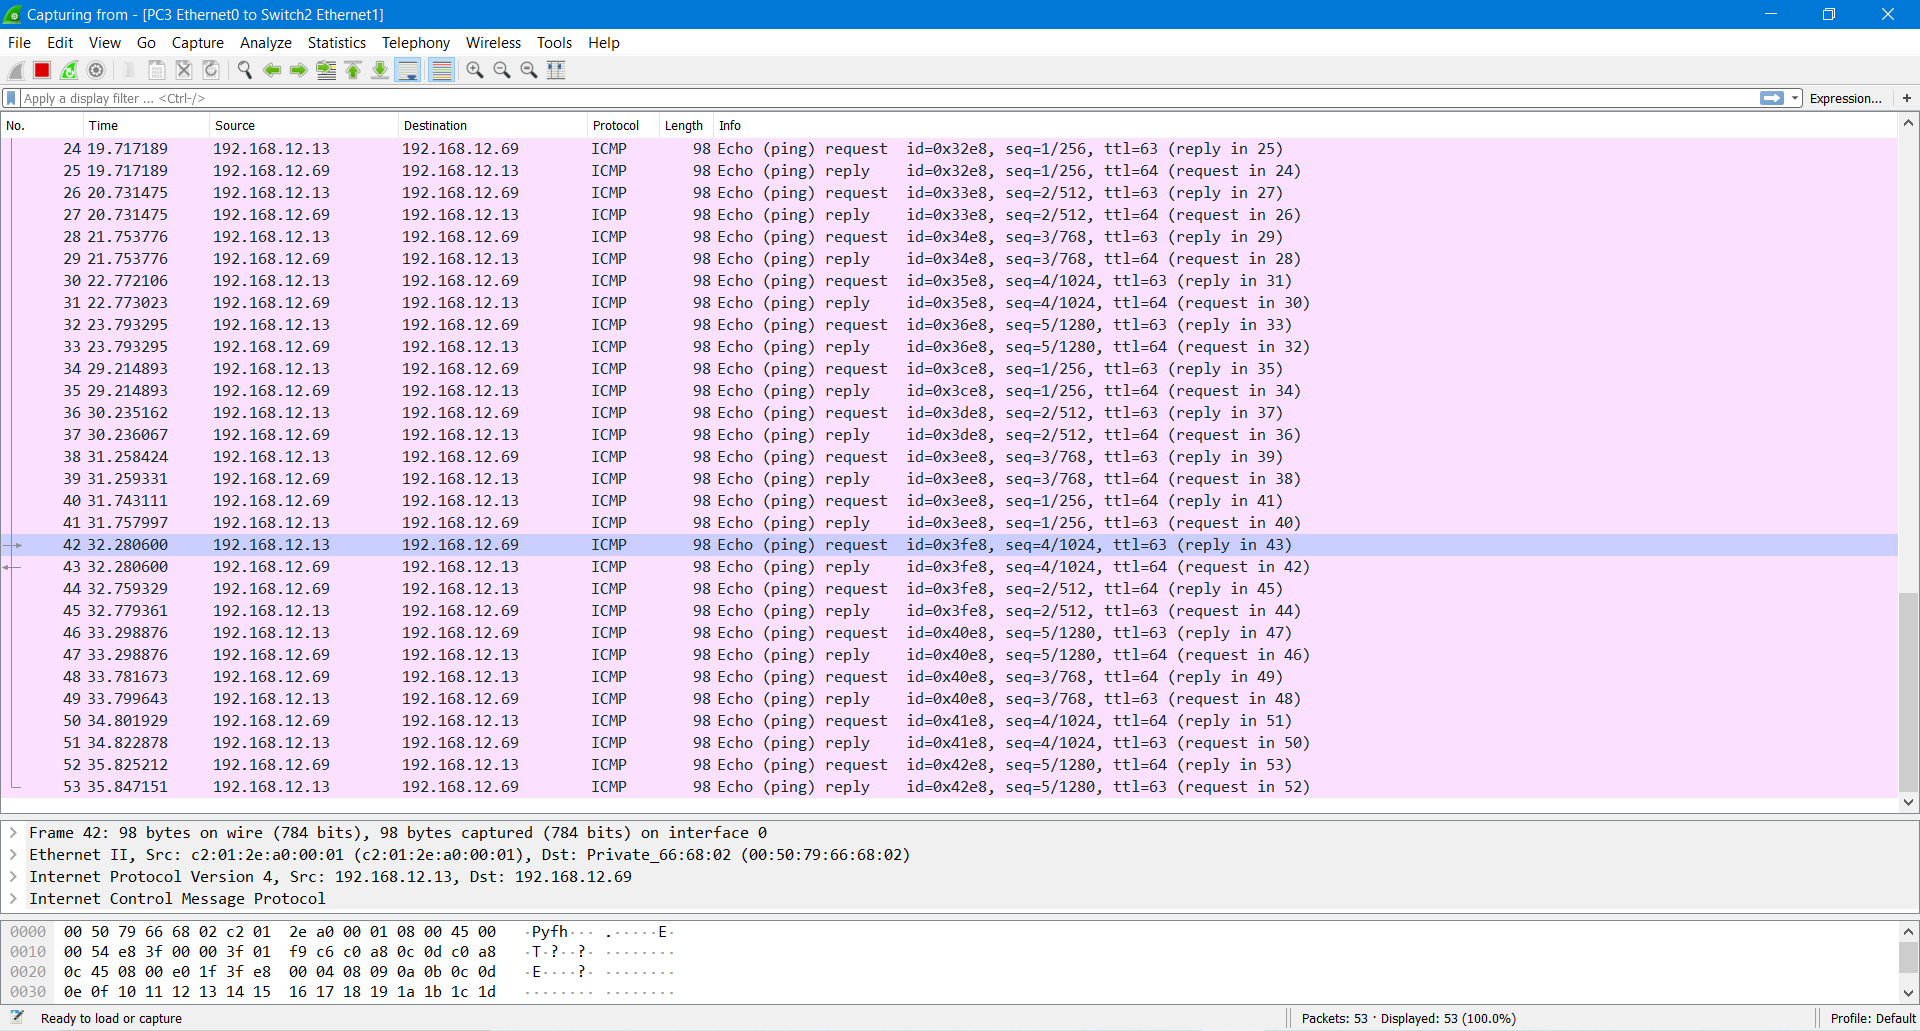 Capturing from - [PC3 Ethernet0 to Switch2 Ethernet1]
File Edit View Go Capture Analyze Statistics Telephony Wireless Tools Help
Apply a display filter ... <Ctrl-/> Expression... +
No. Time Source Destination Protocol Length Info
24 19.717189 192.168.12.13 192.168.12.69 ICMP 98 Echo (ping) request id=0x32e8, seq=1/256, ttl=63 (reply in 25)
25 19.717189 192.168.12.69 192.168.12.13 ICMP 98 Echo (ping) reply id=0x32e8, seq=1/256, ttl=64 (request in 24)
26 20.731475 192.168.12.13 192.168.12.69 ICMP 98 Echo (ping) request id=0x33e8, seq=2/512, ttl=63 (reply in 27)
27 20.731475 192.168.12.69 192.168.12.13 ICMP 98 Echo (ping) reply id=0x33e8, seq=2/512, ttl=64 (request in 26)
28 21.753776 192.168.12.13 192.168.12.69 ICMP 98 Echo (ping) request id=0x34e8, seq=3/768, ttl=63 (reply in 29)
29 21.753776 192.168.12.69 192.168.12.13 ICMP 98 Echo (ping) reply id=0x34e8, seq=3/768, ttl=64 (request in 28)
30 22.772106 192.168.12.13 192.168.12.69 ICMP 98 Echo (ping) request id=0x35e8, seq=4/1024, ttl=63 (reply in 31)
31 22.773023 192.168.12.69 192.168.12.13 ICMP 98 Echo (ping) reply id=0x35e8, seq=4/1024, ttl=64 (request in 30)
32 23.793295 192.168.12.13 192.168.12.69 ICMP 98 Echo (ping) request id=0x36e8, seq=5/1280, ttl=63 (reply in 33)
33 23.793295 192.168.12.69 192.168.12.13 ICMP 98 Echo (ping) reply id=0x36e8, seq=5/1280, ttl=64 (request in 32)
34 29.214893 192.168.12.13 192.168.12.69 ICMP 98 Echo (ping) request id=0x3ce8, seq=1/256, ttl=63 (reply in 35)
35 29.214893 192.168.12.69 192.168.12.13 ICMP 98 Echo (ping) reply id=0x3ce8, seq=1/256, ttl=64 (request in 34)
36 30.235162 192.168.12.13 192.168.12.69 ICMP 98 Echo (ping) request id=0x3de8, seq=2/512, ttl=63 (reply in 37)
37 30.236067 192.168.12.69 192.168.12.13 ICMP 98 Echo (ping) reply id=0x3de8, seq=2/512, ttl=64 (request in 36)
38 31.258424 192.168.12.13 192.168.12.69 ICMP 98 Echo (ping) request id=0x3ee8, seq=3/768, ttl=63 (reply in 39)
39 31.259331 192.168.12.69 192.168.12.13 ICMP 98 Echo (ping) reply id=0x3ee8, seq=3/768, ttl=64 (request in 38)
40 31.743111 192.168.12.69 192.168.12.13 ICMP 98 Echo (ping) request id=0x3ee8, seq=1/256, ttl=64 (reply in 41)
41 31.757997 192.168.12.13 192.168.12.69 ICMP 98 Echo (ping) reply id=0x3ee8, seq=1/256, ttl=63 (request in 40)
42 32.280600 192.168.12.13 192.168.12.69 ICMP 98 Echo (ping) request id=0x3fe8, seq=4/1024, ttl=63 (reply in 43)
43 32.280600 192.168.12.69 192.168.12.13 ICMP 98 Echo (ping) reply id=0x3fe8, seq=4/1024, ttl=64 (request in 42)
44 32.759329 192.168.12.69 192.168.12.13 ICMP 98 Echo (ping) request id=0x3fe8, seq=2/512, ttl=64 (reply in 45)
45 32.779361 192.168.12.13 192.168.12.69 ICMP 98 Echo (ping) reply id=0x3fe8, seq=2/512, ttl=63 (request in 44)
46 33.298876 192.168.12.13 192.168.12.69 ICMP 98 Echo (ping) request id=0x40e8, seq=5/1280, ttl=63 (reply in 47)
47 33.298876 192.168.12.69 192.168.12.13 ICMP 98 Echo (ping) reply id=0x40e8, seq=5/1280, ttl=64 (request in 46)
48 33.781673 192.168.12.69 192.168.12.13 ICMP 98 Echo (ping) request id=0x40e8, seq=3/768, ttl=64 (reply in 49)
49 33.799643 192.168.12.13 192.168.12.69 ICMP 98 Echo (ping) reply id=0x40e8, seq=3/768, ttl=63 (request in 48)
50 34.801929 192.168.12.69 192.168.12.13 ICMP 98 Echo (ping) request id=0x41e8, seq=4/1024, ttl=64 (reply in 51)
51 34.822878 192.168.12.13 192.168.12.69 ICMP 98 Echo (ping) reply id=0x41e8, seq=4/1024, ttl=63 (request in 50)
52 35.825212 192.168.12.69 192.168.12.13 ICMP 98 Echo (ping) request id=0x42e8, seq=5/1280, ttl=64 (reply in 53)
53 35.847151 192.168.12.13 192.168.12.69 ICMP 98 Echo (ping) reply id=0x42e8, seq=5/1280, ttl=63 (request in 52)
Frame 42: 98 bytes on wire (784 bits), 98 bytes captured (784 bits) on interface 0
Ethernet II, Src: c2:01:2e:a0:00:01 (c2:01:2e:a0:00:01), Dst: Private_66:68:02 (00:50:79:66:68:02)
Internet Protocol Version 4, Src: 192.168.12.13, Dst: 192.168.12.69
Internet Control Message Protocol
0000 00 50 79 66 68 02 c2 01 2e a0 00 01 08 00 45 00 ·Pyfh··· .·····E·
0010 00 54 e8 3f 00 00 3f 01 f9 c6 c0 a8 0c 0d c0 a8 ·T·?··?· ········
0020 0c 45 08 00 e0 1f 3f e8 00 04 08 09 0a 0b 0c 0d ·E····?· ········
0030 0e 0f 10 11 12 13 14 15 16 17 18 19 1a 1b 1c 1d ········ ········
Ready to load or capture Packets: 53 · Displayed: 53 (100.0%) Profile: Default